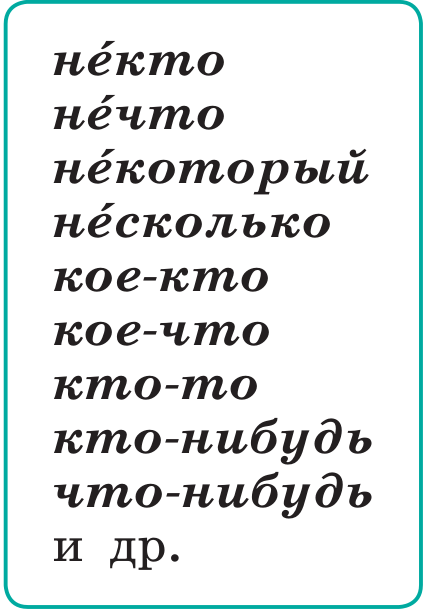 не́кто
не́что
не́который
не́сколько
кое-кто
кое-что
кто-то
кто-нибудь
что-нибудь
и др.